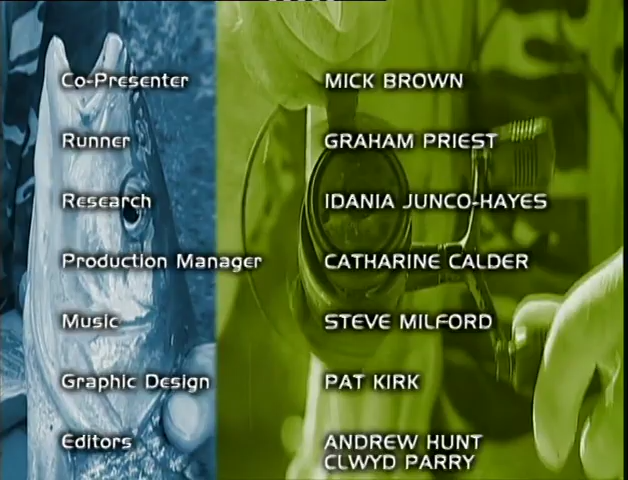 Co-Presenter MICK BROWN
Runner GRAHAM PRIEST
Research IDANIA JUNCO-HAYES
Production Manager CATHARINE CALDER
Music STEVE MILFORD
Graphic Design PAT KIRK
Editors ANDREW HUNT
CLWYD PARRY